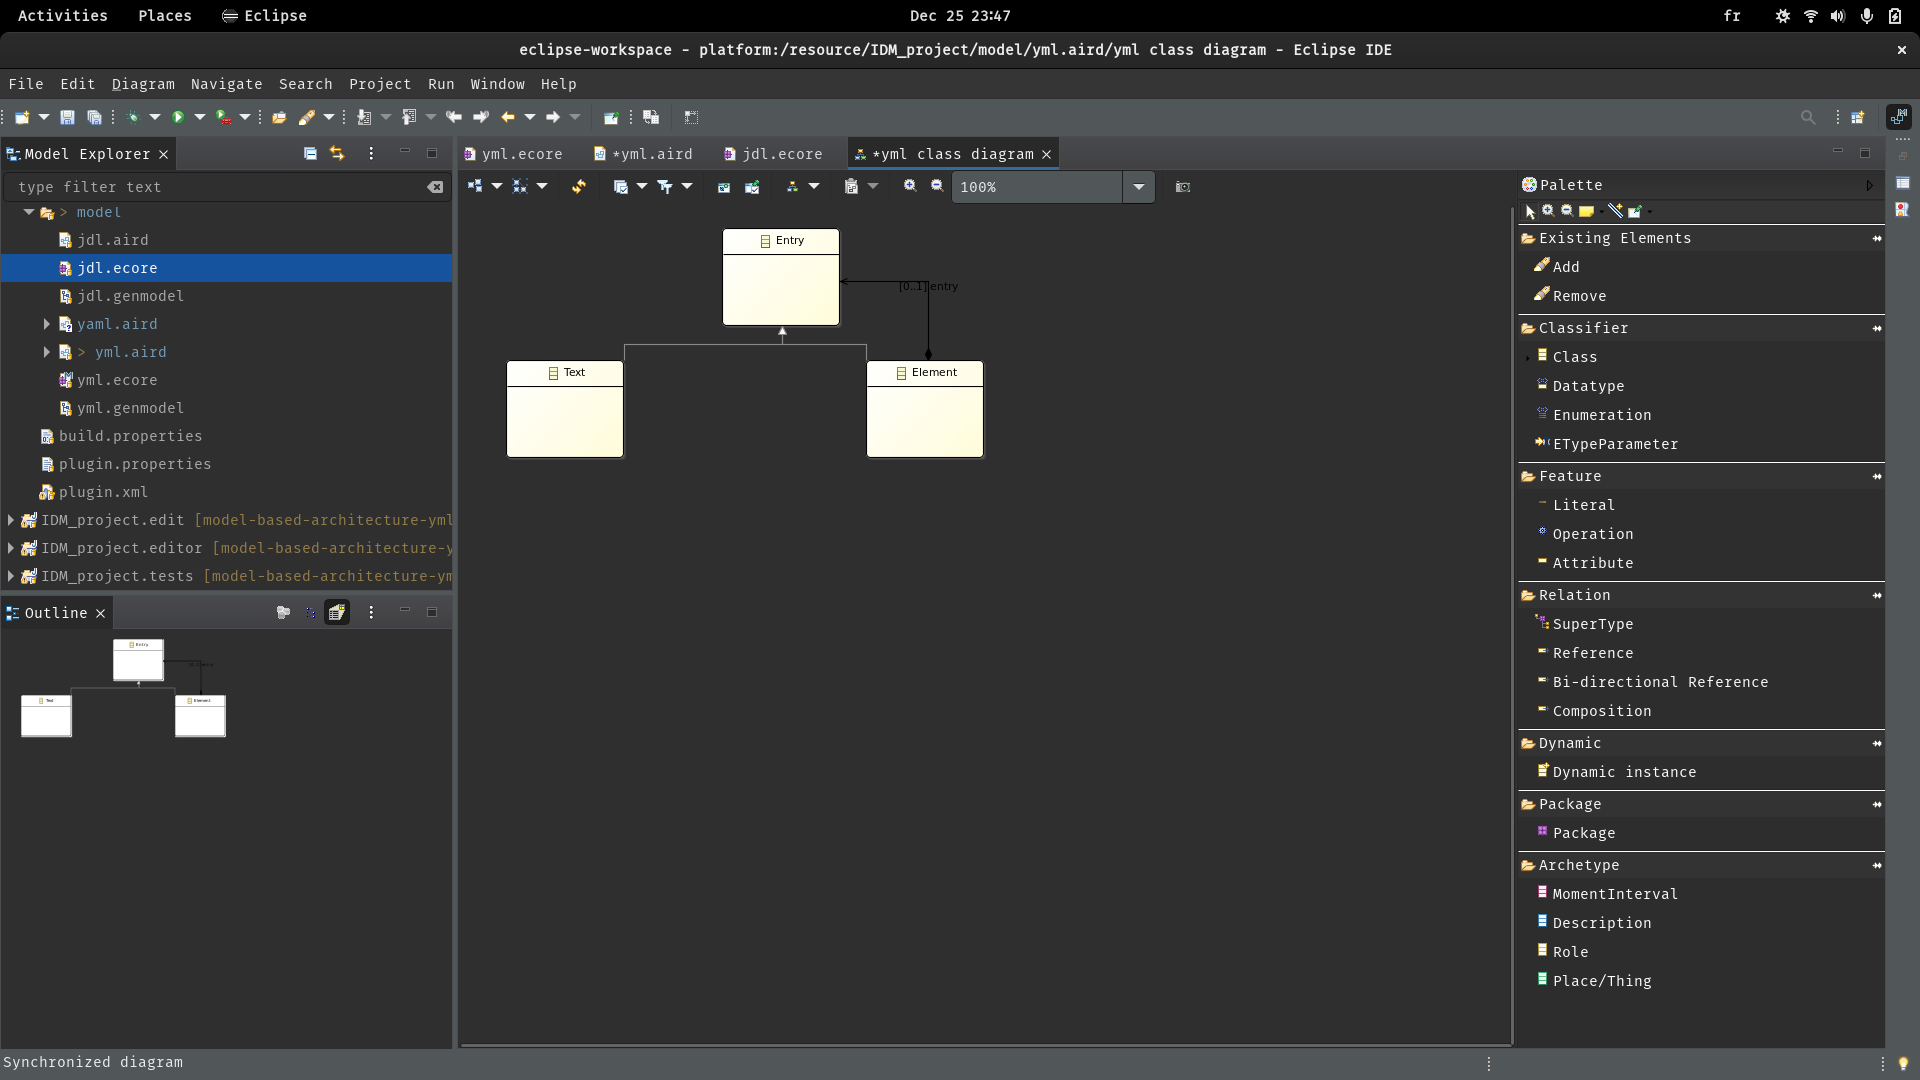 Activities Places Eclipse Dec 25 23:47 fr
eclipse-workspace - platform:/resource/IDM_project/model/yml.aird/yml class diagram - Eclipse IDE
File Edit Diagram Navigate Search Project Run Window Help
Model Explorer
type filter text
> model
jdl.aird
jdl.ecore
jdl.genmodel
yaml.aird
> yml.aird
yml.ecore
yml.genmodel
build.properties
plugin.properties
plugin.xml
IDM_project.edit [model-based-architecture-yml
IDM_project.editor [model-based-architecture-y
IDM_project.tests [model-based-architecture-ym
Outline
Entry
[0..1] entry
Text
Element
yml.ecore *yml.aird jdl.ecore *yml class diagram
100%
Entry
[0..1] entry
Text
Element
Palette
Existing Elements
Add
Remove
Classifier
Class
Datatype
Enumeration
ETypeParameter
Feature
Literal
Operation
Attribute
Relation
SuperType
Reference
Bi-directional Reference
Composition
Dynamic
Dynamic instance
Package
Package
Archetype
MomentInterval
Description
Role
Place/Thing
Synchronized diagram